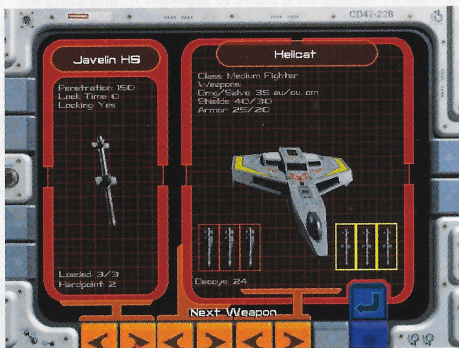 CD47-228
Javelin HS
Penetration 150
Lock Time 0
Locking Yes
Loaded 3/3
Hardpoint 2
Hellcat
Class Medium Fighter
Weapons:
Dmg/Salvo 35 au/cu cm
Shields 40/30
Armor 25/20
Decoys 24
Next Weapon